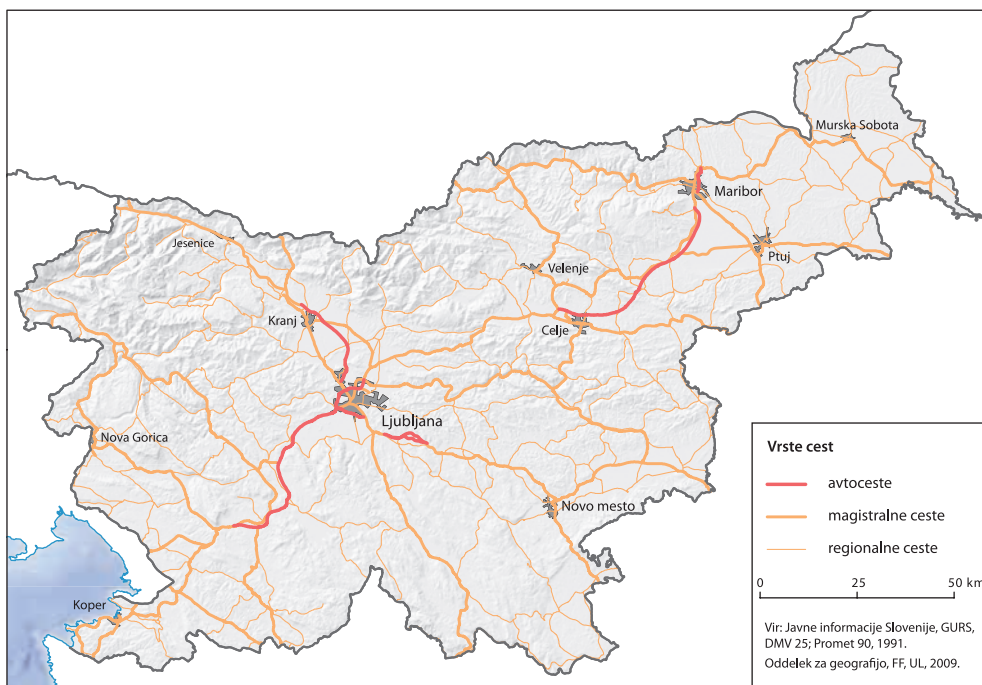 Murska Sobota
Maribor
Jesenice
Ptuj
Velenje
Kranj
Celje
Ljubljana
Nova Gorica
Novo mesto
Koper
Vrste cest
avtoceste
magistralne ceste
regionalne ceste
0 25 50 km
Vir: Javne informacije Slovenije, GURS,
DMV 25; Promet 90, 1991.
Oddelek za geografijo, FF, UL, 2009.